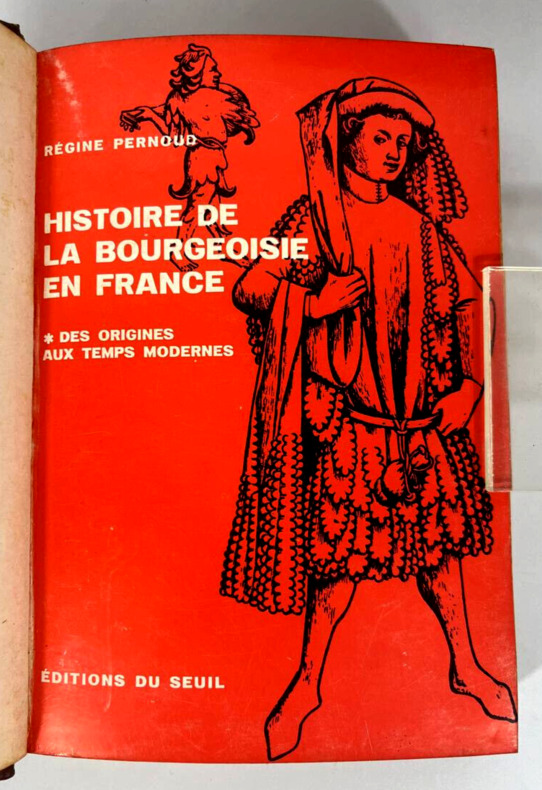 RÉGINE PERNOUD
HISTOIRE DE
LA BOURGEOISIE
EN FRANCE
* DES ORIGINES
AUX TEMPS MODERNES
ÉDITIONS DU SEUIL